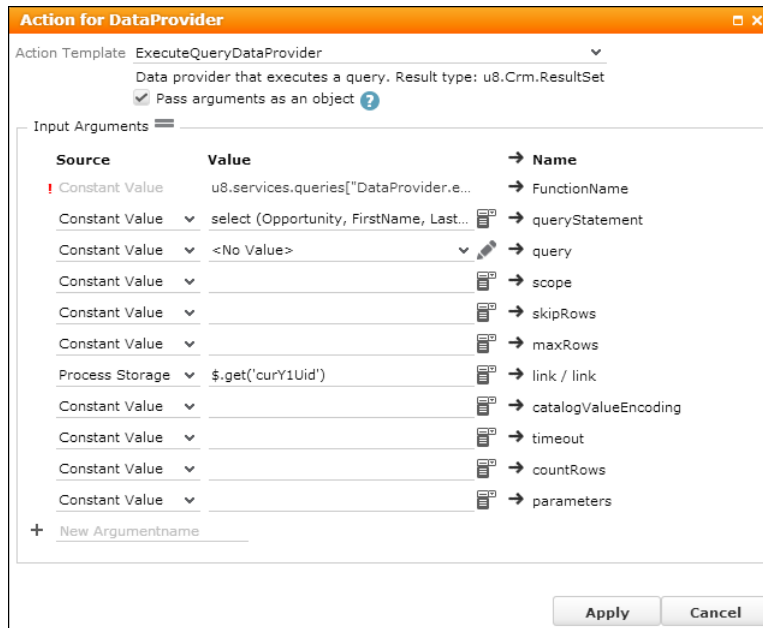 Action for DataProvider
Action Template ExecuteQueryDataProvider
Data provider that executes a query. Result type: u8.Crm.ResultSet
Pass arguments as an object ?
Input Arguments
Source Value → Name
! Constant Value u8.services.queries["DataProvider.e... → FunctionName
Constant Value select (Opportunity, FirstName, Last... → queryStatement
Constant Value <No Value> → query
Constant Value → scope
Constant Value → skipRows
Constant Value → maxRows
Process Storage $.get('curY1Uid') → link / link
Constant Value → catalogValueEncoding
Constant Value → timeout
Constant Value → countRows
Constant Value → parameters
+ New Argumentname
Apply Cancel